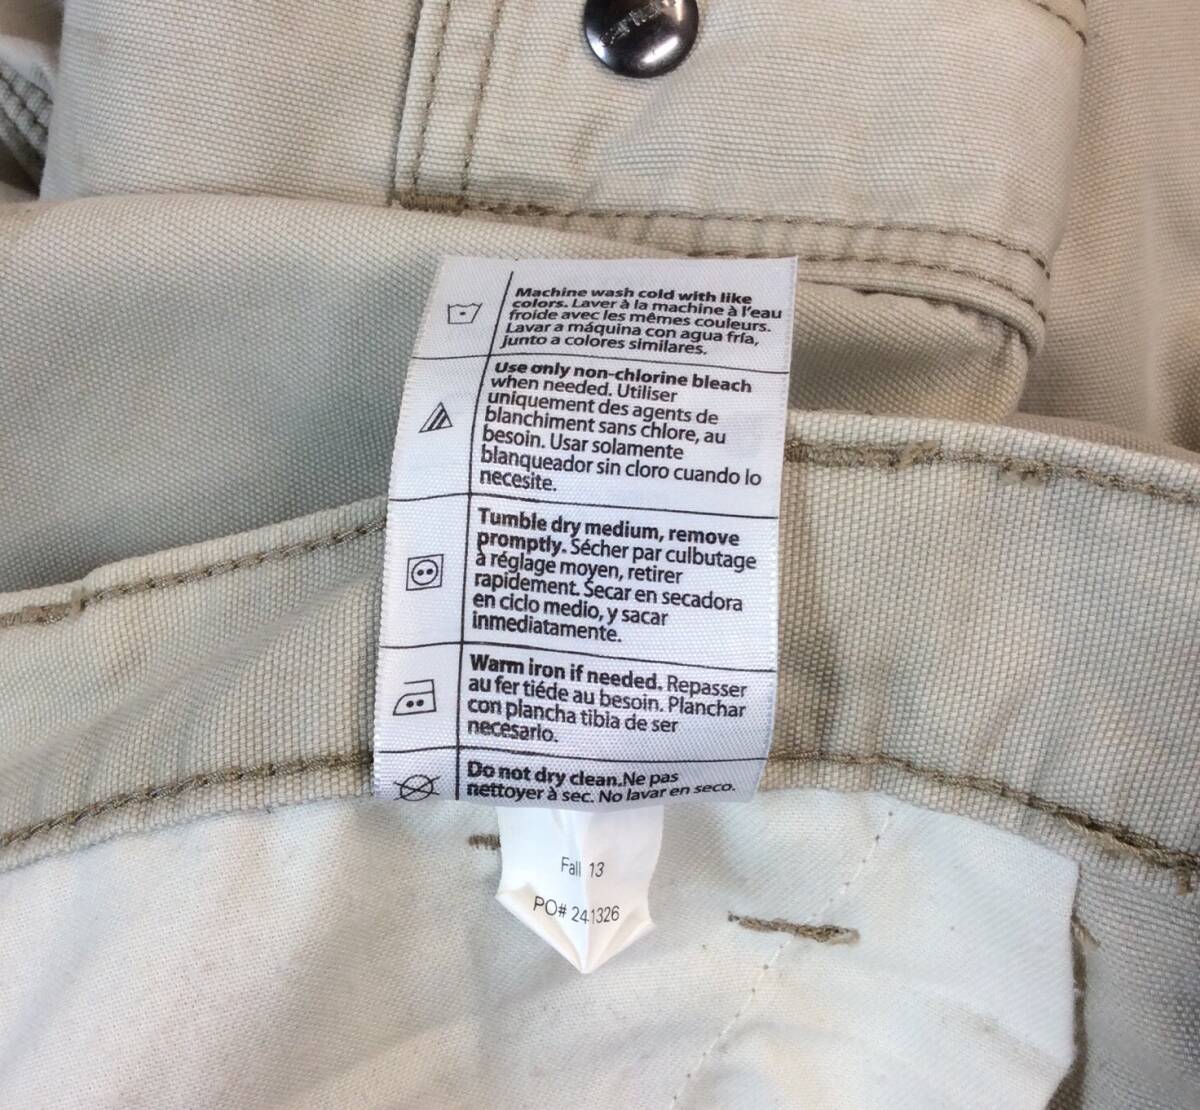 Machine wash cold with like
colors. Laver à la machine à l'eau
froide avec les mêmes couleurs.
Lavar a máquina con agua fría,
junto a colores similares.
Use only non-chlorine bleach
when needed. Utiliser
uniquement des agents de
blanchiment sans chlore, au
besoin. Usar solamente
blanqueador sin cloro cuando lo
necesite.
Tumble dry medium, remove
promptly. Sécher par culbutage
à réglage moyen, retirer
rapidement. Secar en secadora
en ciclo medio, y sacar
inmediatamente.
Warm iron if needed. Repasser
au fer tiéde au besoin. Planchar
con plancha tibia de ser
necesario.
Do not dry clean.Ne pas
nettoyer à sec. No lavar en seco.
Fall 13
PO# 241326